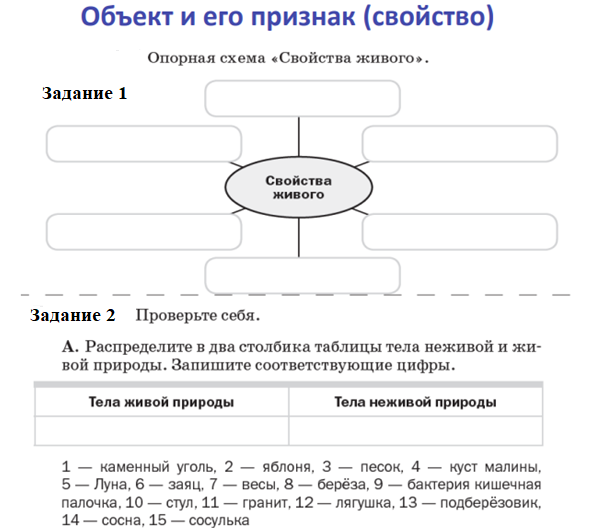 Объект и его признак (свойство)
Опорная схема «Свойства живого».
Задание 1
Свойства
живого
Задание 2 Проверьте себя.
А. Распределите в два столбика таблицы тела неживой и жи-
вой природы. Запишите соответствующие цифры.
Тела живой природы Тела неживой природы
1 — каменный уголь, 2 — яблоня, 3 — песок, 4 — куст малины,
5 — Луна, 6 — заяц, 7 — весы, 8 — берёза, 9 — бактерия кишечная
палочка, 10 — стул, 11 — гранит, 12 — лягушка, 13 — подберёзовик,
14 — сосна, 15 — сосулька